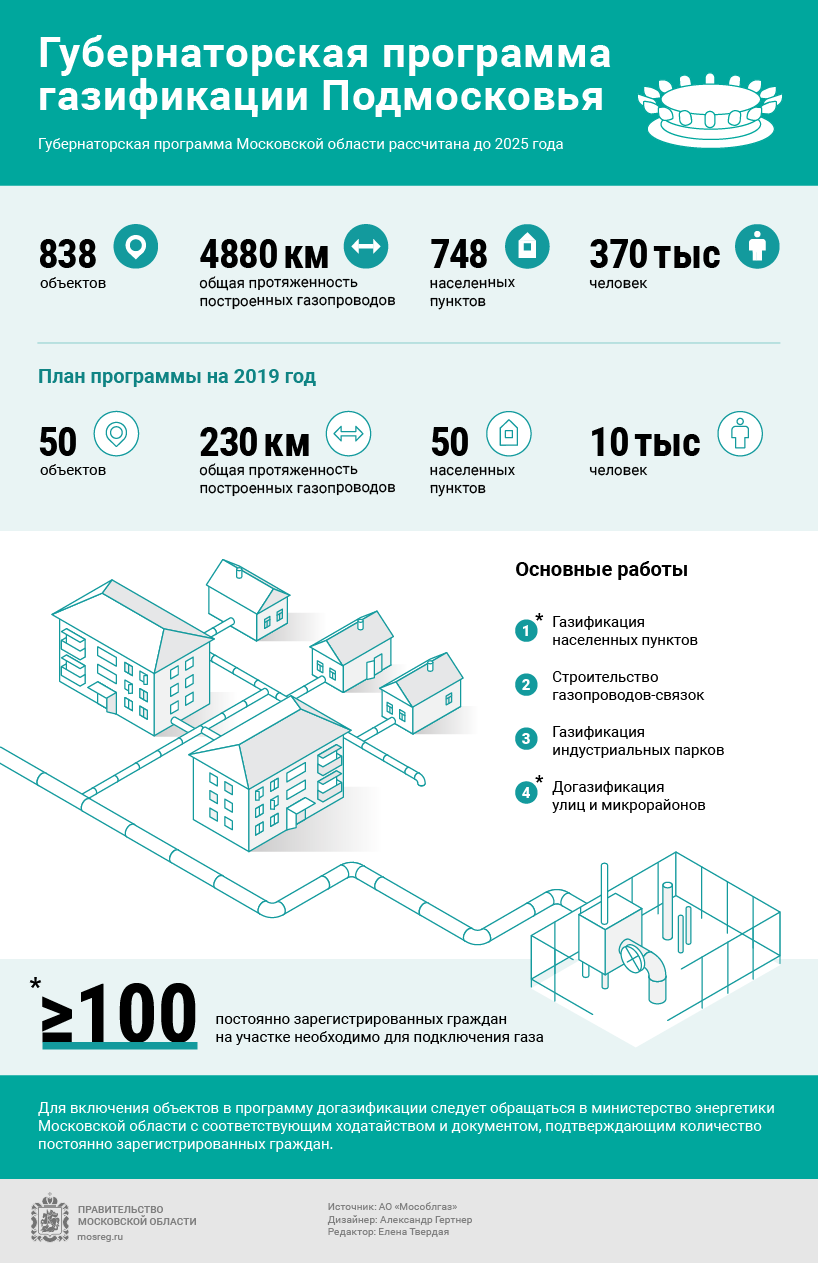 Губернаторская программа
газификации Подмосковья
Губернаторская программа Московской области рассчитана до 2025 года
838
объектов
4880 км
общая протяженность
построенных газопроводов
748
населенных
пунктов
370 тыс
человек
План программы на 2019 год
50
объектов
230 км
общая протяженность
построенных газопроводов
50
населенных
пунктов
10 тыс
человек
Основные работы
1 * Газификация
населенных пунктов
2 Строительство
газопроводов-связок
3 Газификация
индустриальных парков
4 * Догазификация
улиц и микрорайонов
* ≥100
постоянно зарегистрированных граждан
на участке необходимо для подключения газа
Для включения объектов в программу догазификации следует обращаться в министерство энергетики
Московской области с соответствующим ходатайством и документом, подтверждающим количество
постоянно зарегистрированных граждан.
ПРАВИТЕЛЬСТВО
МОСКОВСКОЙ ОБЛАСТИ
mosreg.ru
Источник: АО «Мособлгаз»
Дизайнер: Александр Гертнер
Редактор: Елена Твердая